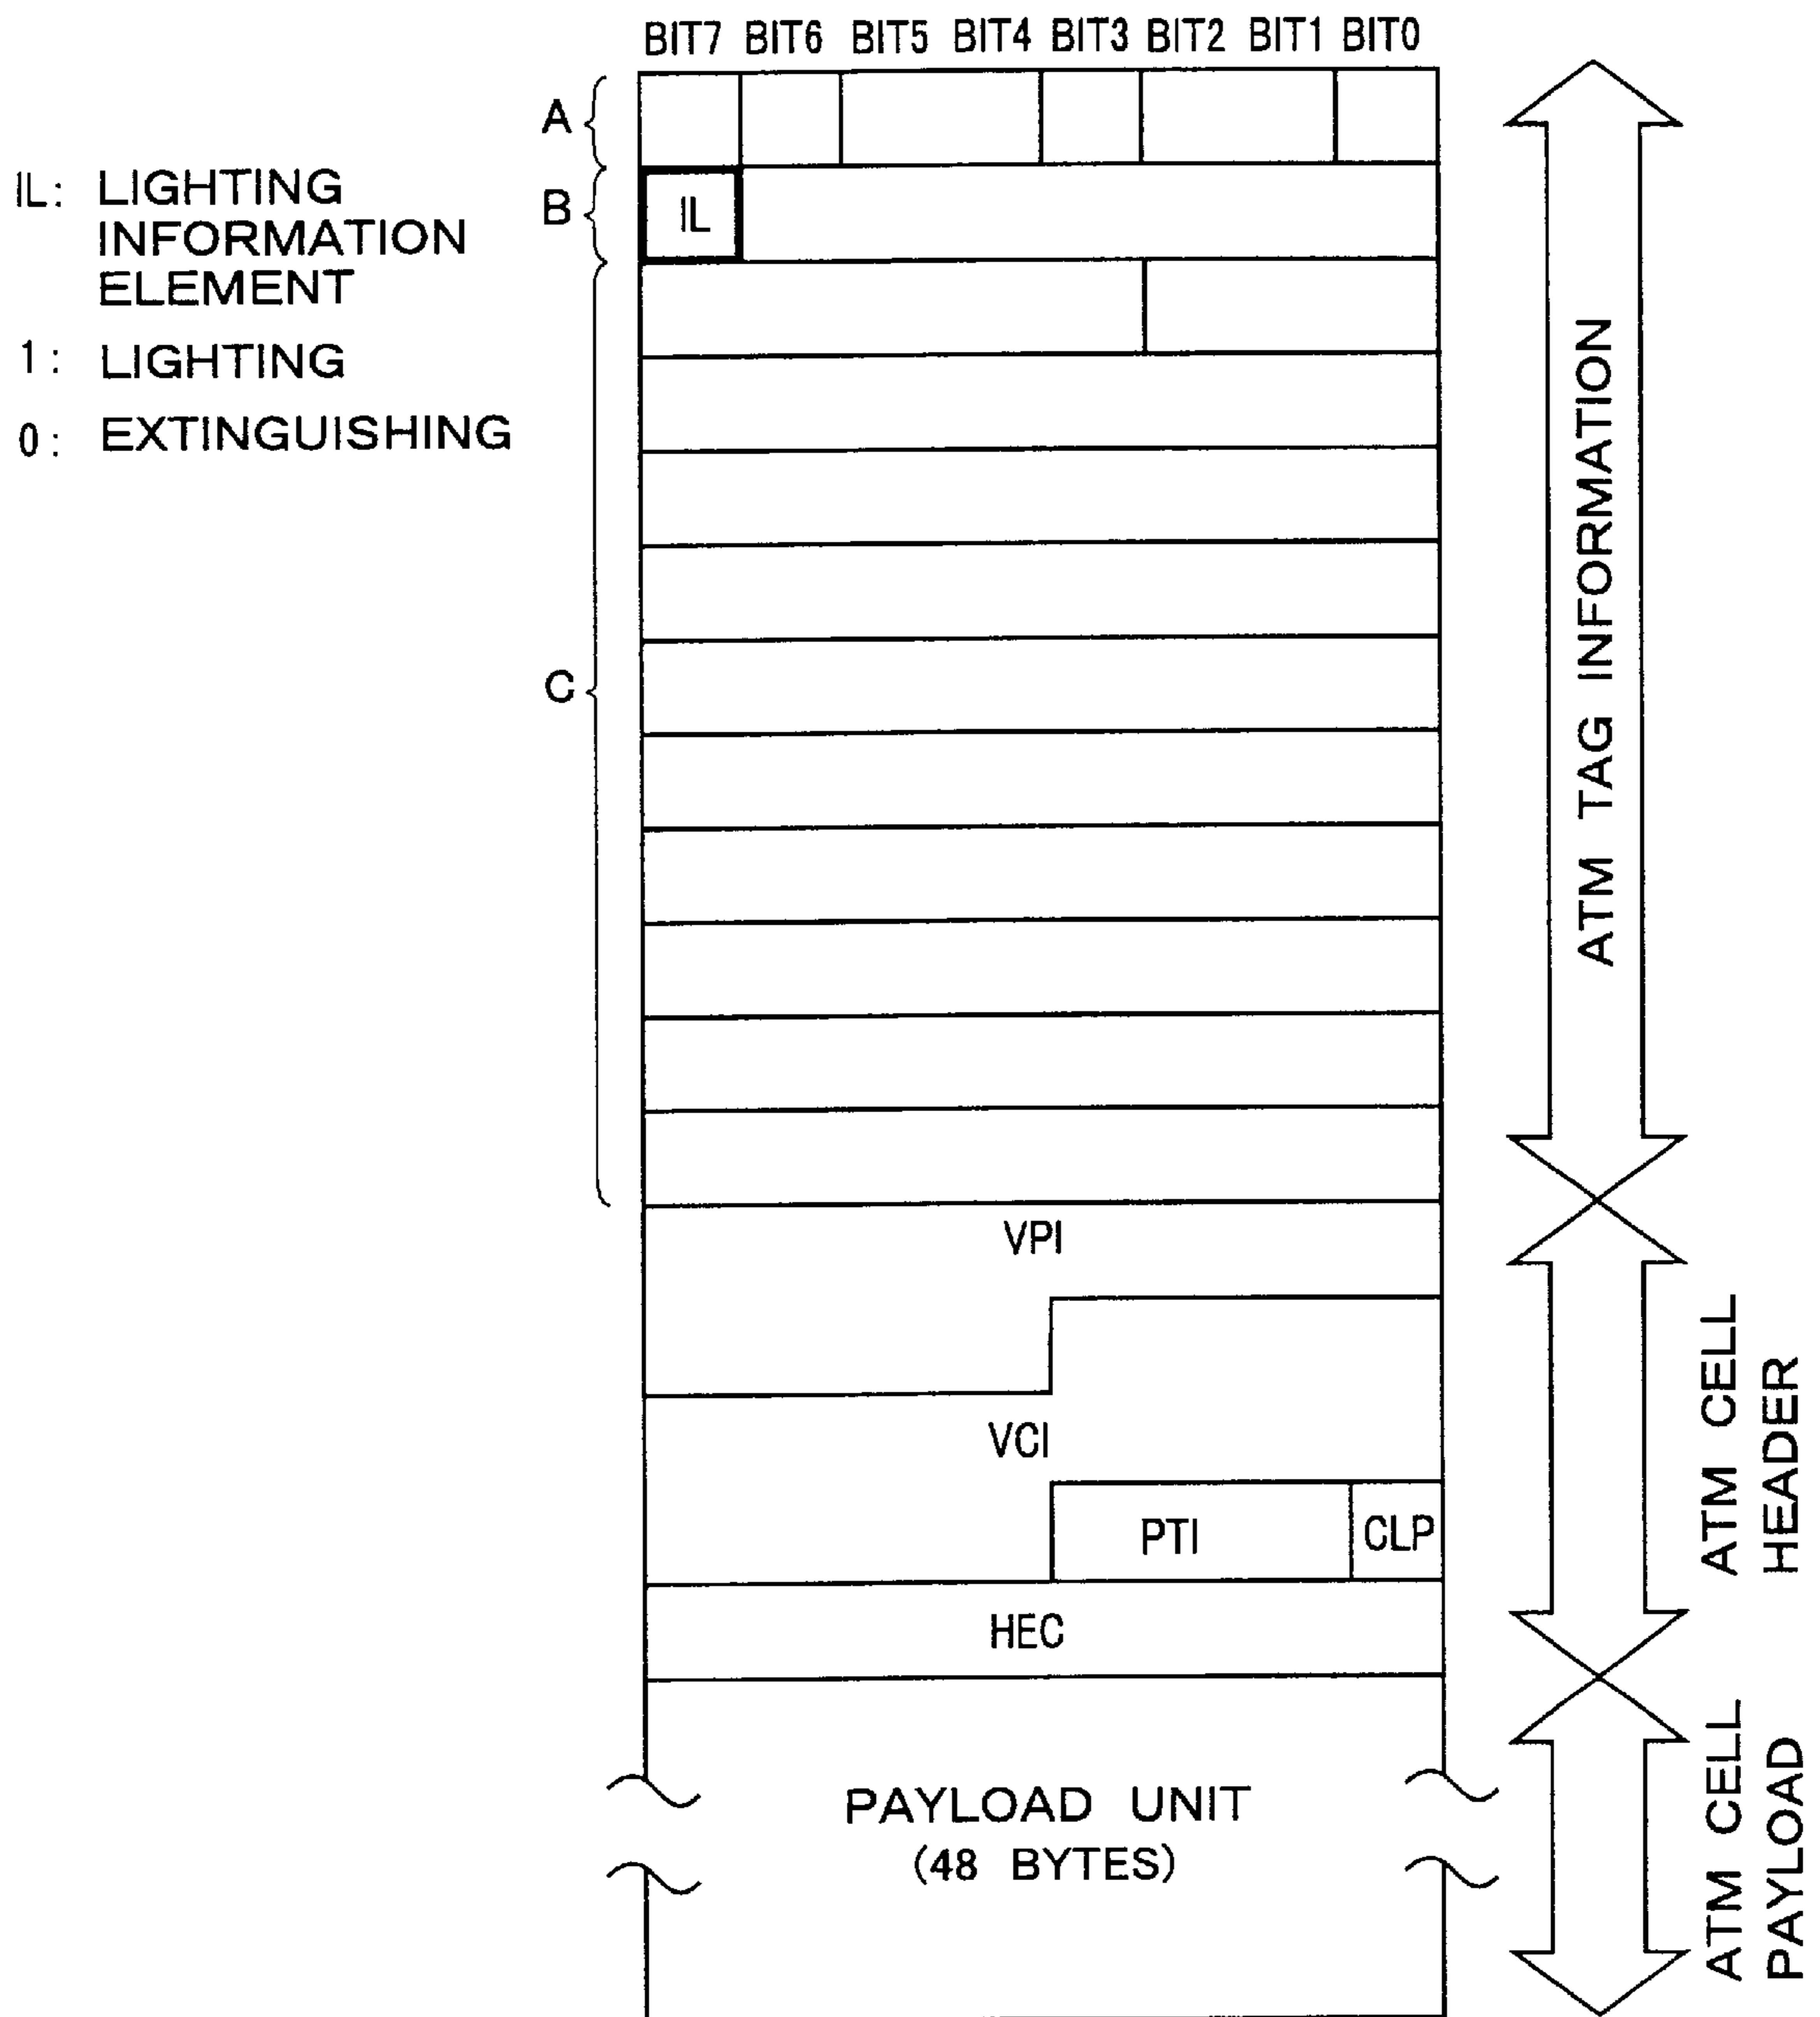 BIT7 BIT6 BIT5 BIT4 BIT3 BIT2 BIT1 BIT0
A
IL: LIGHTING
INFORMATION
ELEMENT
1: LIGHTING
0: EXTINGUISHING
B
IL
C
ATM TAG INFORMATION
VPI
VCI
PTI
CLP
HEC
ATM CELL
HEADER
PAYLOAD UNIT
(48 BYTES)
ATM CELL
PAYLOAD